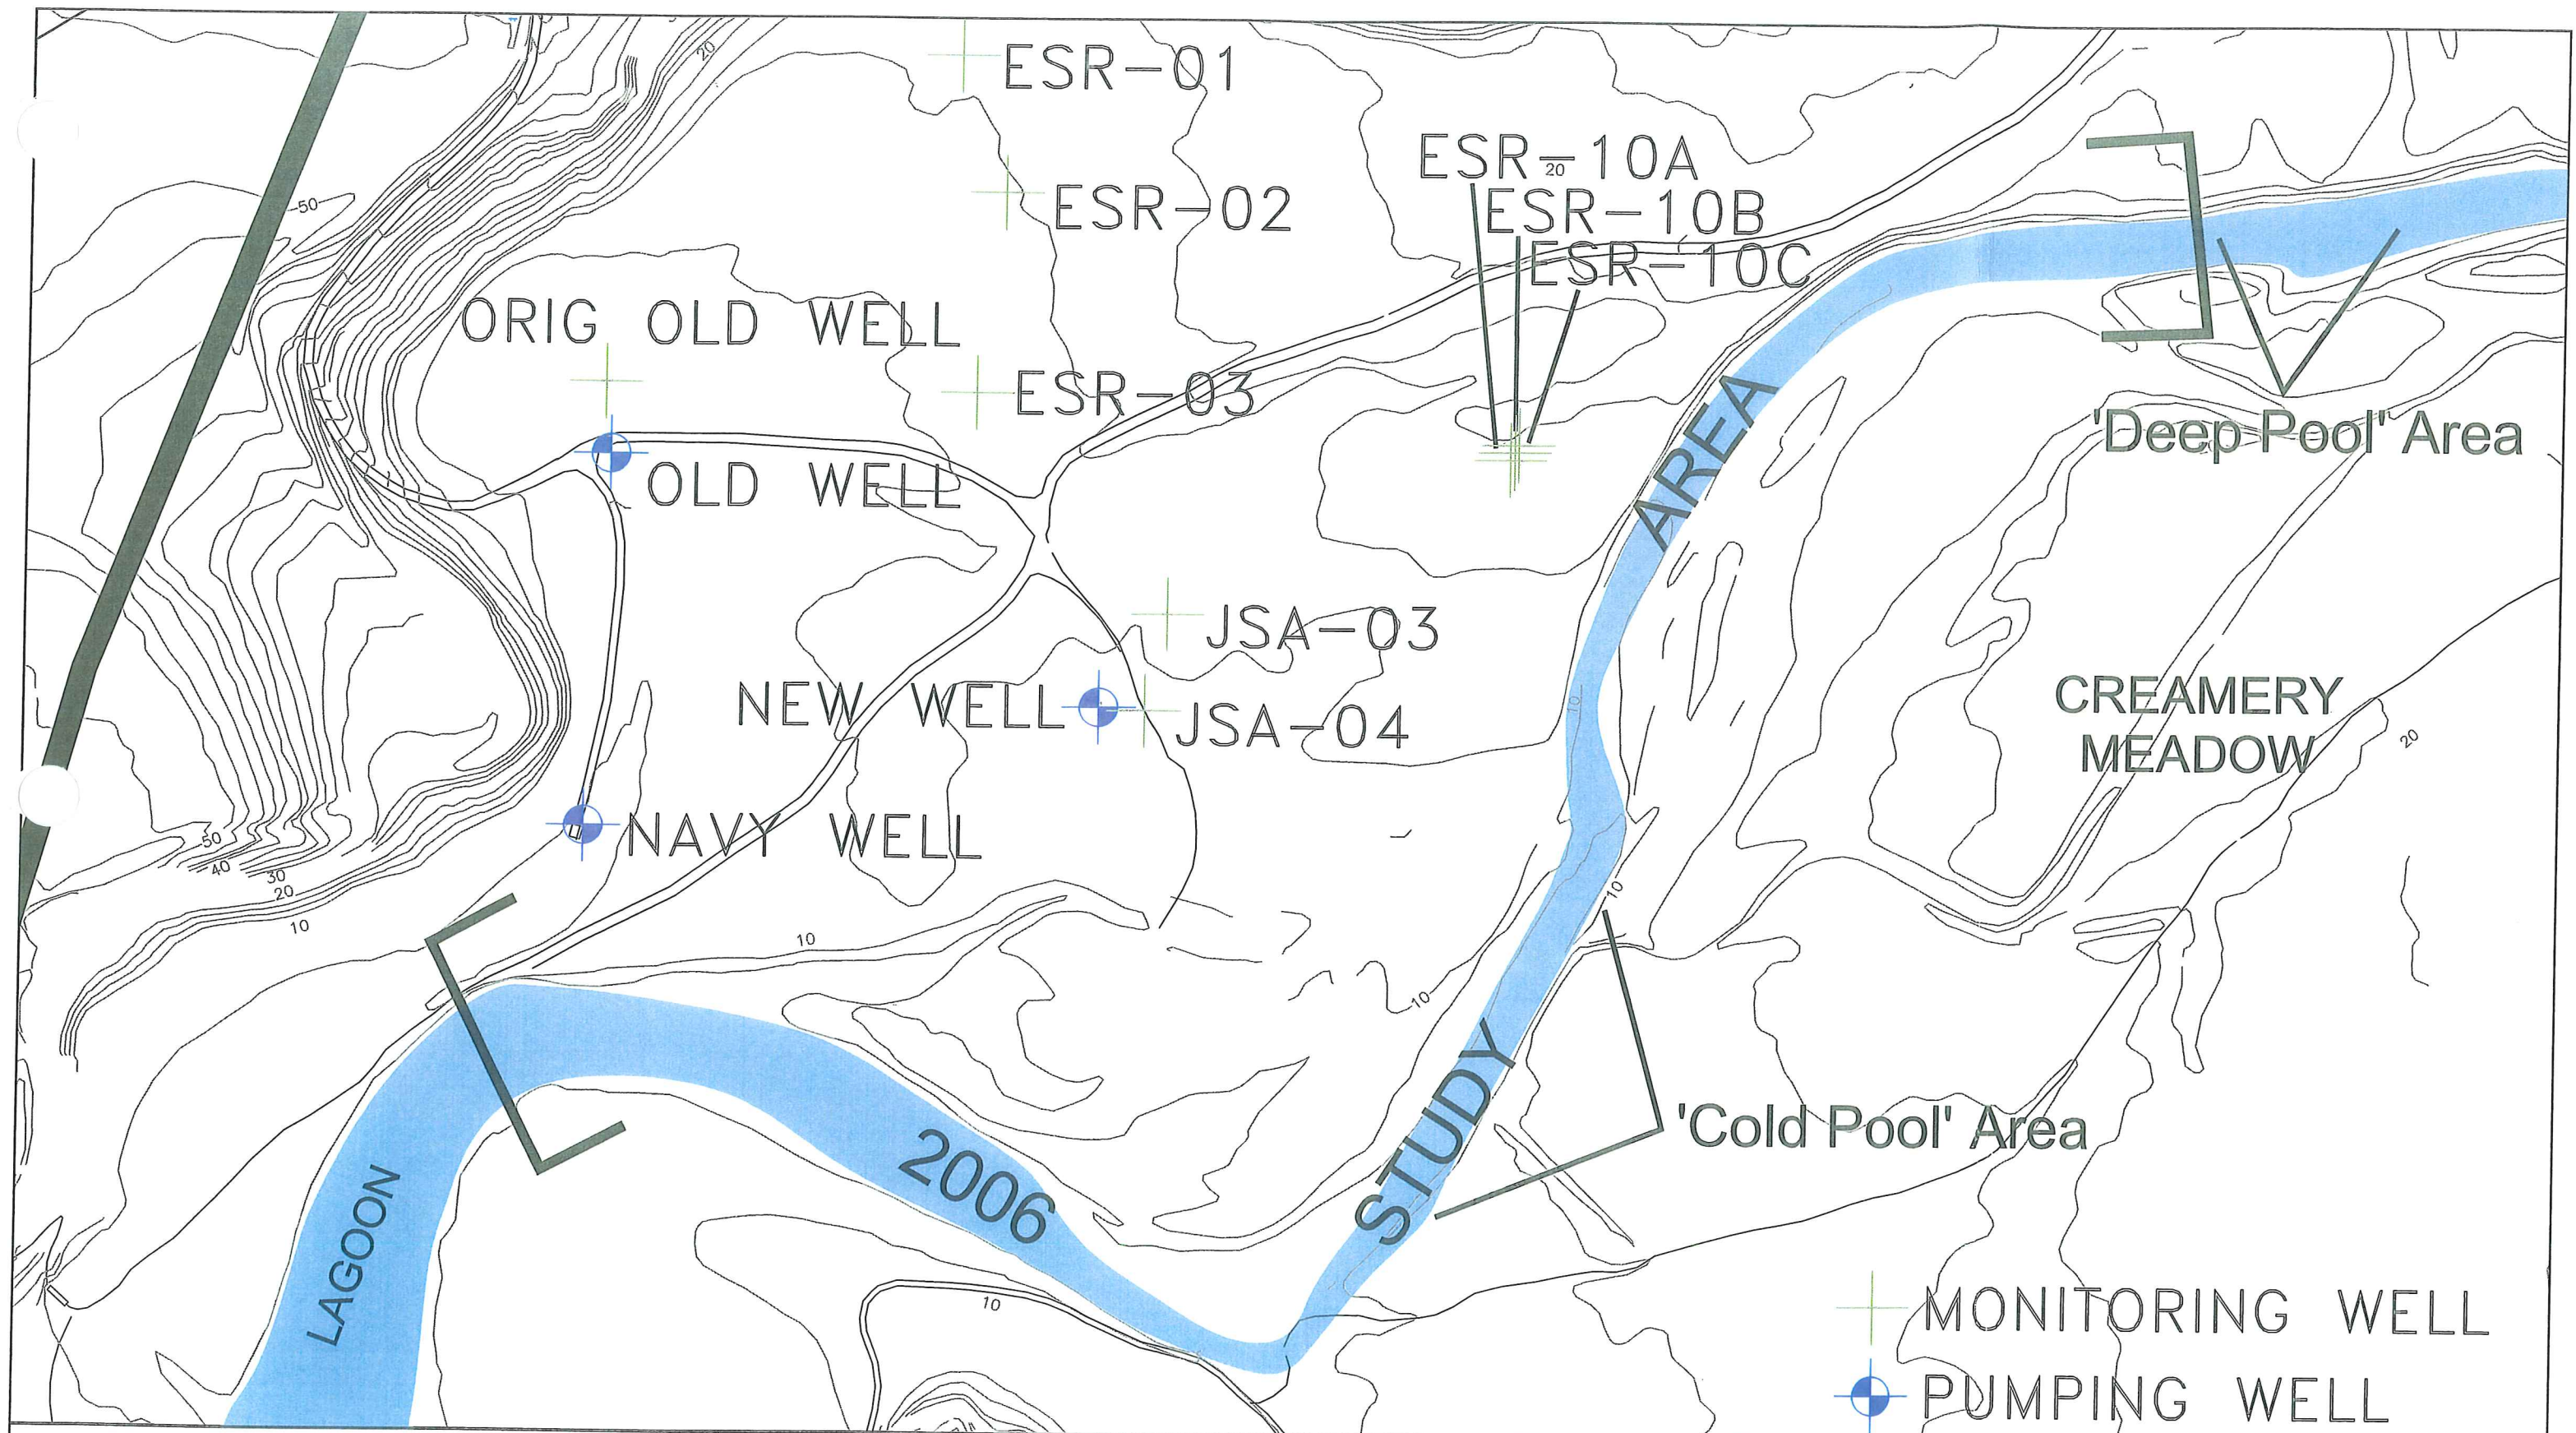 20
ESR-01
ESR-10A
20
50
ESR-02
ESR-10B
ESR-10C
ORIG OLD WELL
ESR-03
'Deep Pool' Area
OLD WELL
AREA
JSA-03
NEW WELL
JSA-04
10
CREAMERY
MEADOW
20
NAVY WELL
50
40
30
20
10
10
10
10
'Cold Pool' Area
STUDY
2006
LAGOON
10
MONITORING WELL
PUMPING WELL